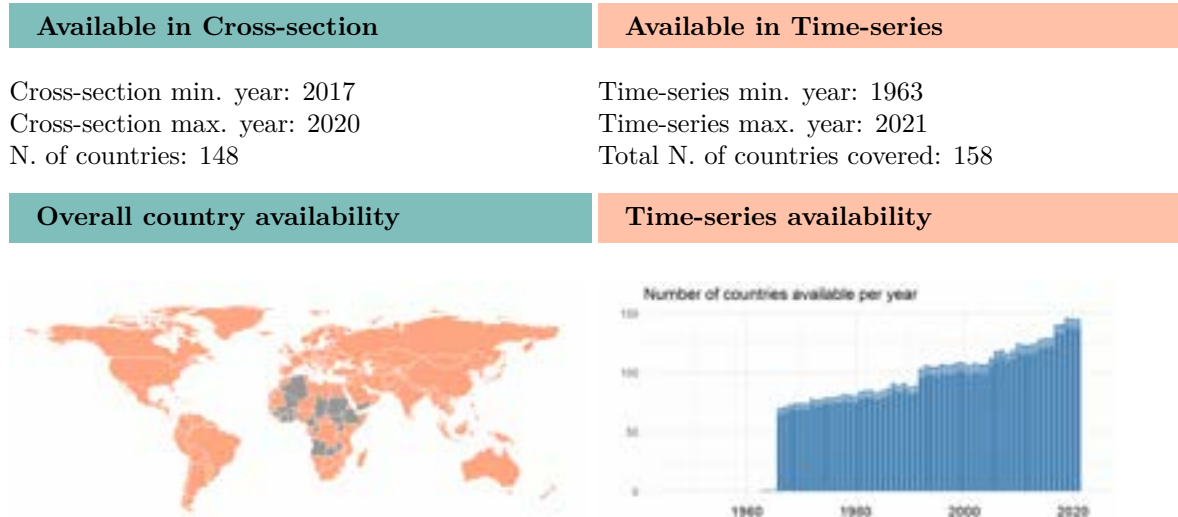 Available in Cross-section
Available in Time-series
Cross-section min. year: 2017
Cross-section max. year: 2020
N. of countries: 148
Time-series min. year: 1963
Time-series max. year: 2021
Total N. of countries covered: 158
Overall country availability
Time-series availability
Number of countries available per year
150
100
50
0
1960 1980 2000 2020